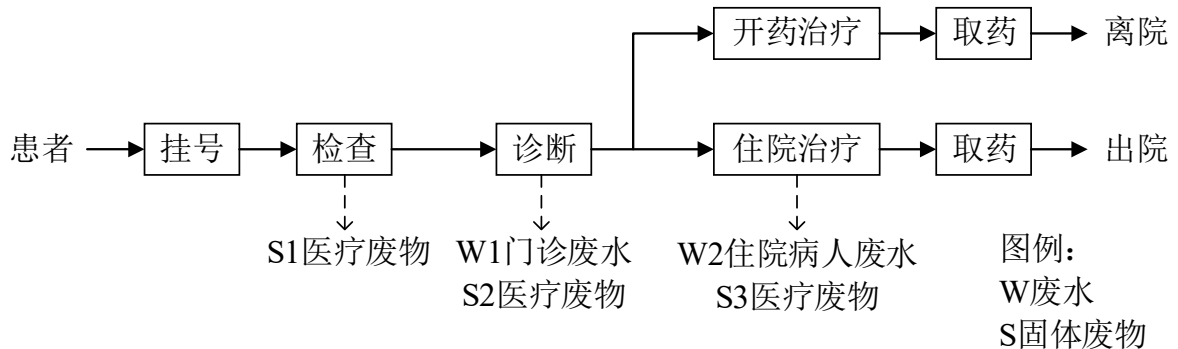 开药治疗
取药
离院
患者
挂号
检查
诊断
住院治疗
取药
出院
S1医疗废物
W1门诊废水
S2医疗废物
W2住院病人废水
S3医疗废物
图例：
W废水
S固体废物